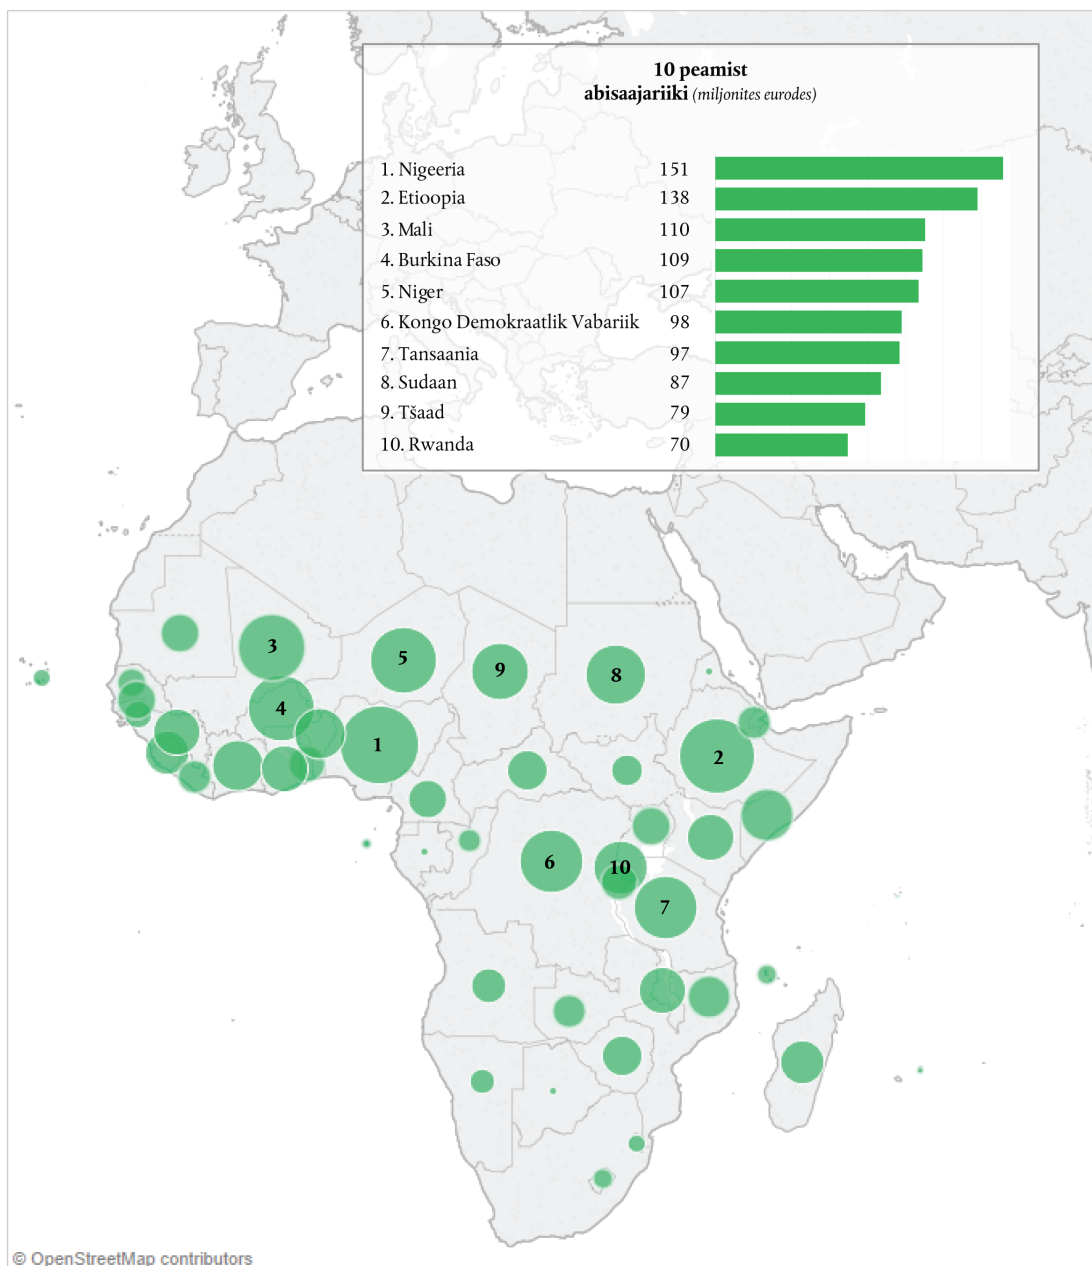 10 peamist
abisaajariiki (miljonites eurodes)
1. Nigeeria 151
2. Etioopia 138
3. Mali 110
4. Burkina Faso 109
5. Niger 107
6. Kongo Demokraatlik Vabariik 98
7. Tansaania 97
8. Sudaan 87
9. Tšaad 79
10. Rwanda 70
3
5
9
8
4
1
2
6
10
7
© OpenStreetMap contributors